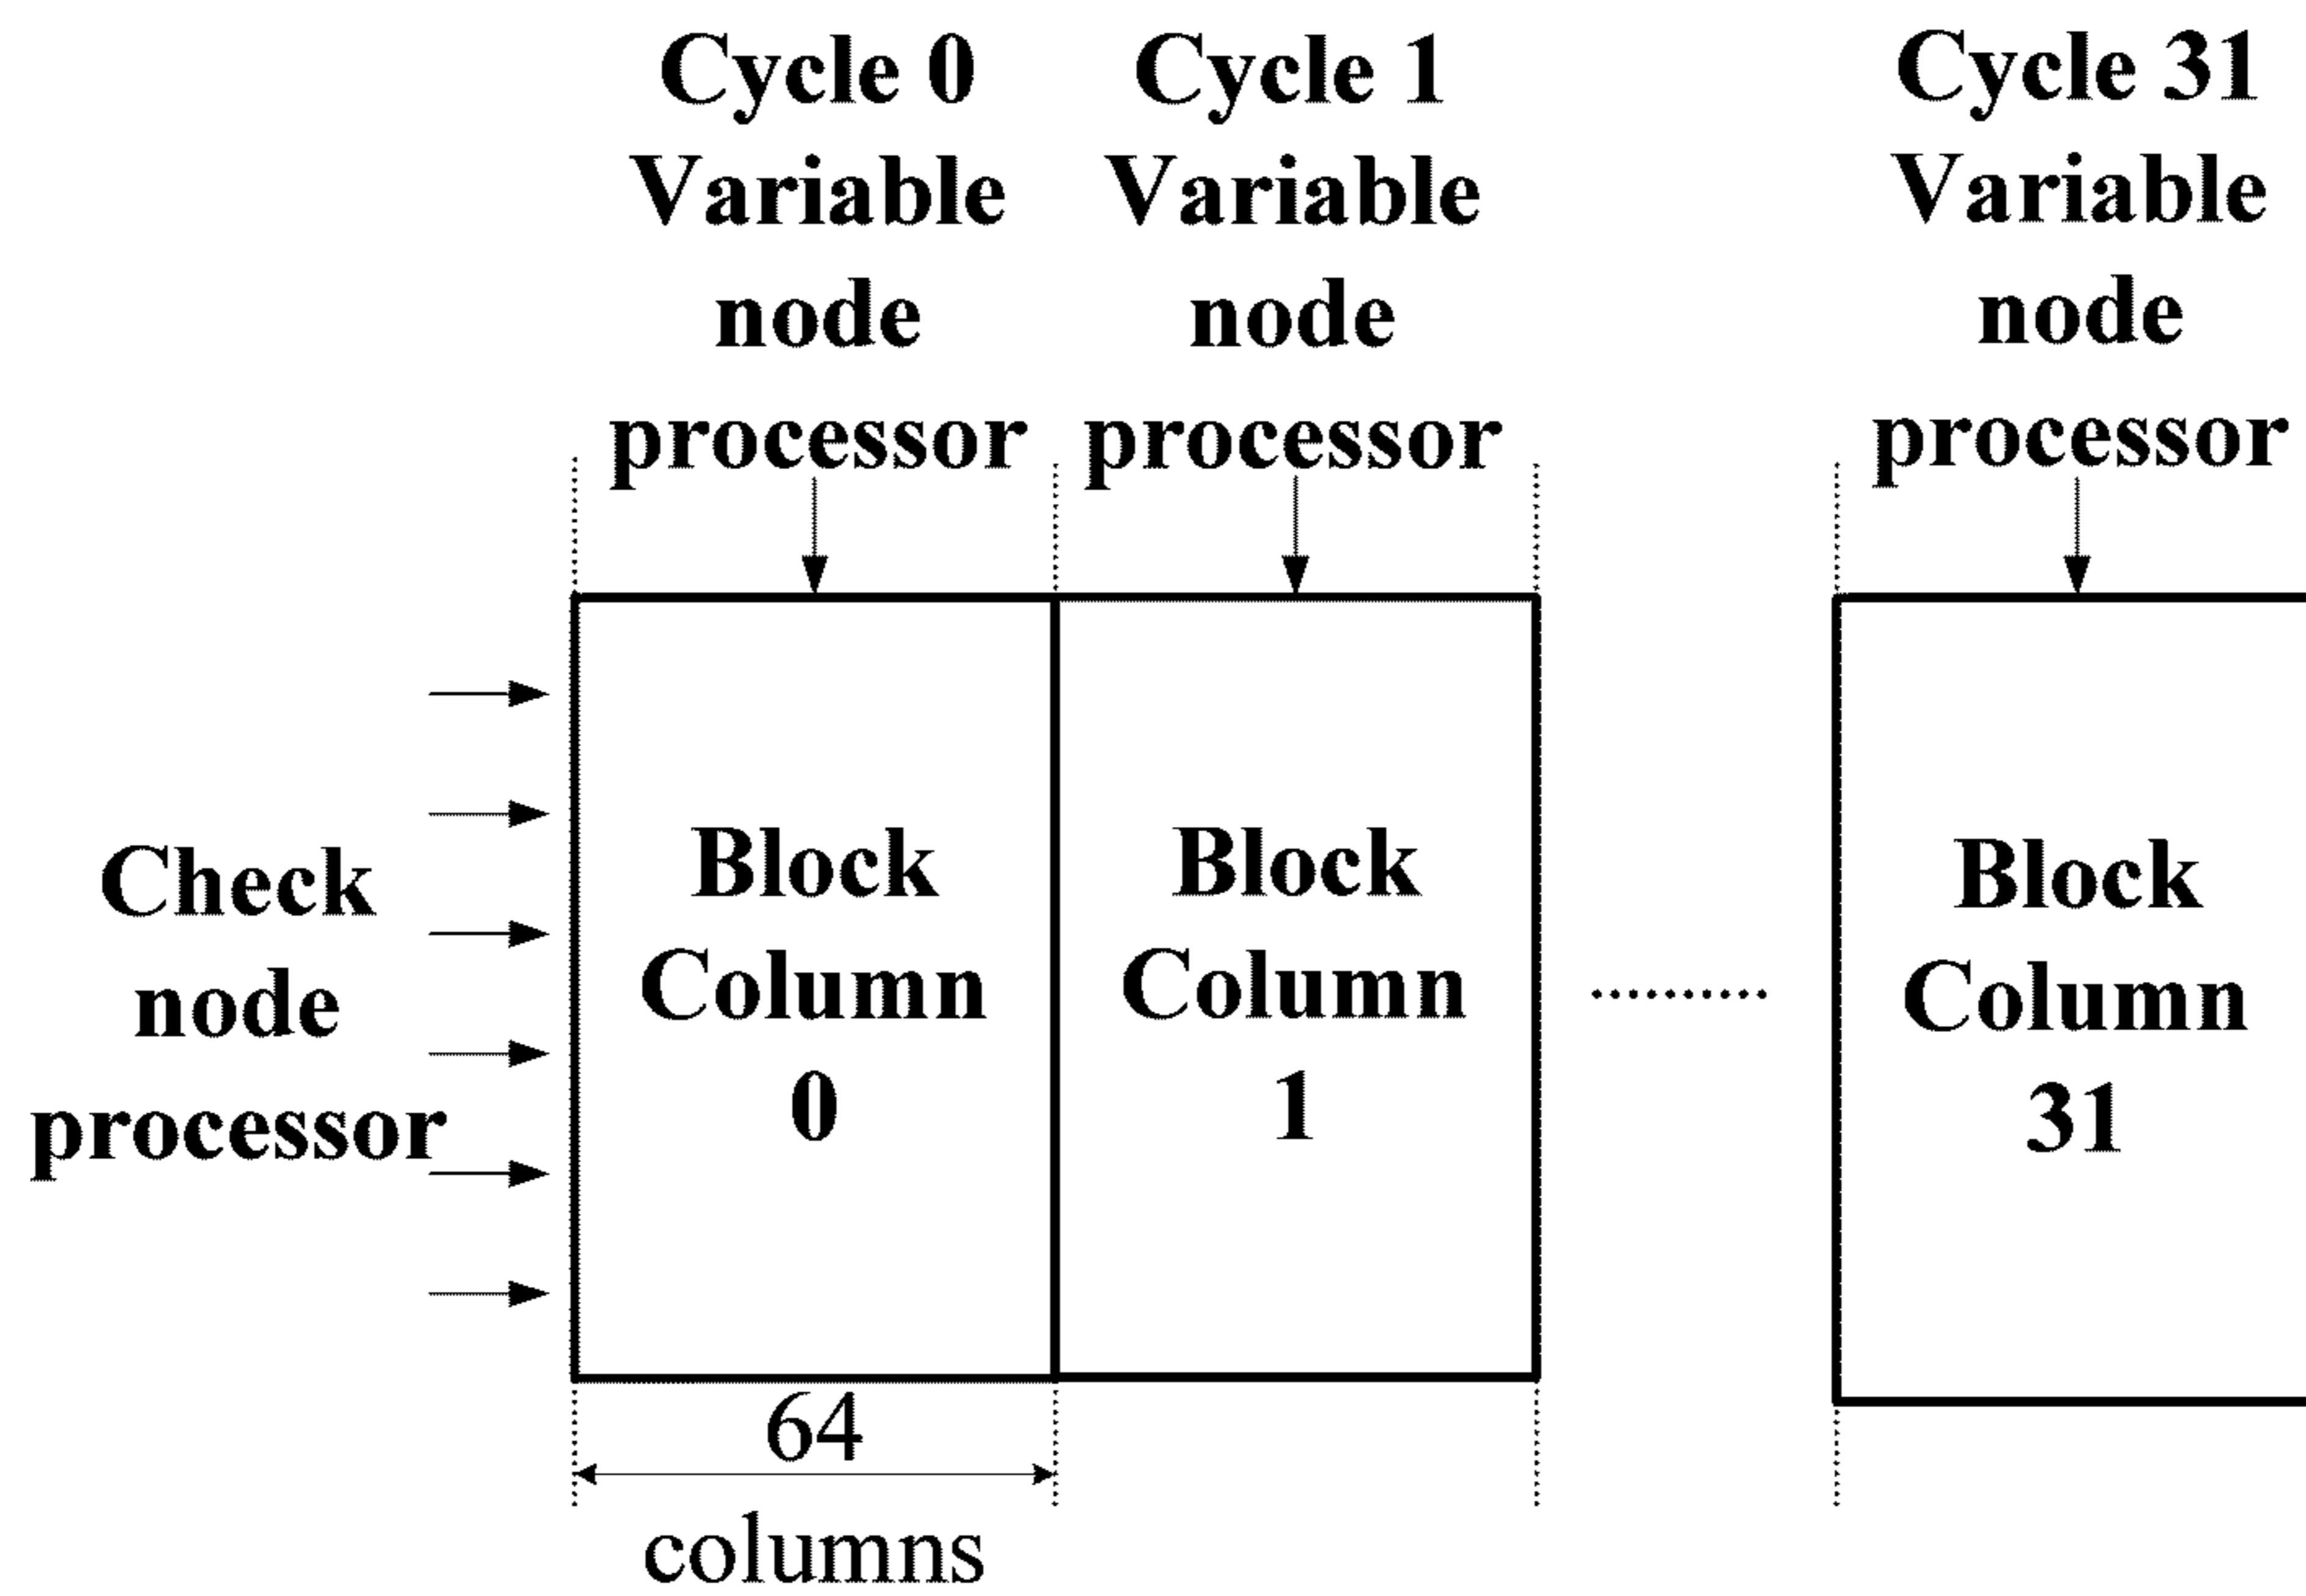 Cycle 0
Variable
node
processor
Cycle 1
Variable
node
processor
Cycle 31
Variable
node
processor
Check
node
processor
Block
Column
0
Block
Column
1
Block
Column
31
64
columns